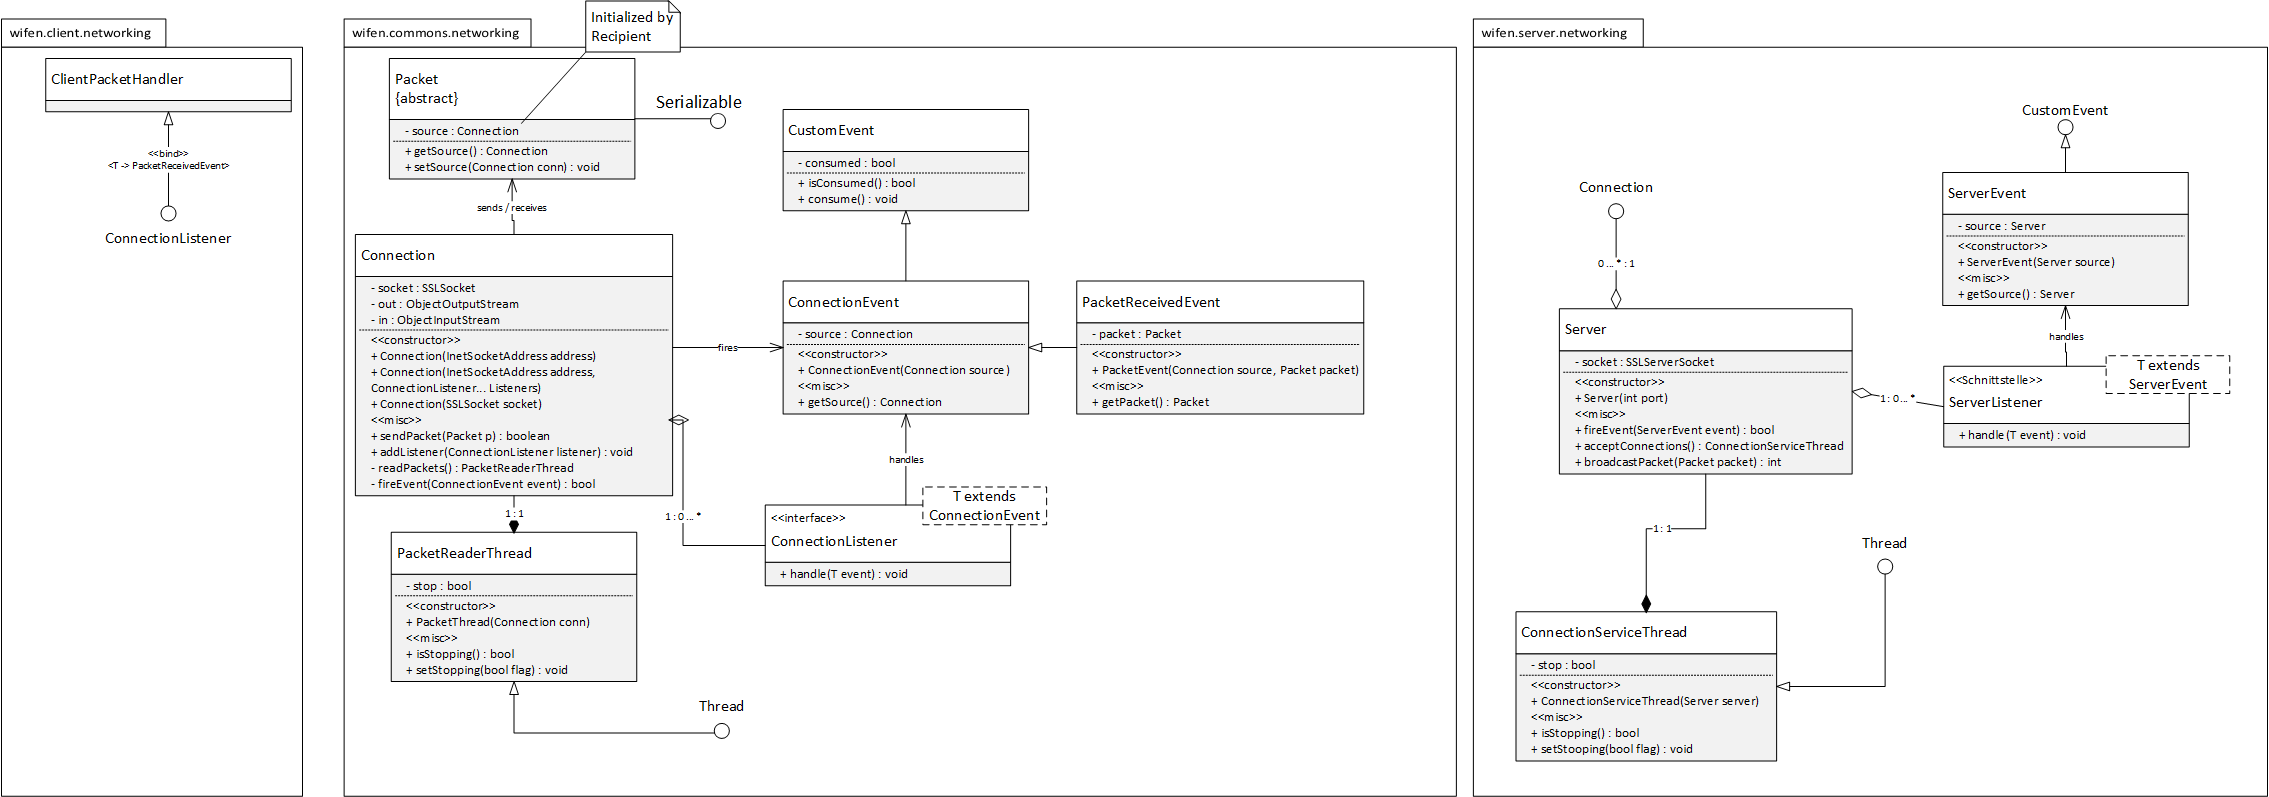 wifen.client.networking
ClientPacketHandler
<<bind>>
<T -> PacketReceivedEvent>
ConnectionListener
wifen.commons.networking
Initialized by
Recipient
Packet
{abstract}
- source : Connection
+ getSource() : Connection
+ setSource(Connection conn) : void
Serializable
sends / receives
Connection
- socket : SSLSocket
- out : ObjectOutputStream
- in : ObjectInputStream
<<constructor>>
+ Connection(InetSocketAddress address)
+ Connection(InetSocketAddress address,
ConnectionListener... Listeners)
+ Connection(SSLSocket socket)
<<misc>>
+ sendPacket(Packet p) : boolean
+ addListener(ConnectionListener listener) : void
- readPackets() : PacketReaderThread
- fireEvent(ConnectionEvent event) : bool
1 : 1
PacketReaderThread
- stop : bool
<<constructor>>
+ PacketThread(Connection conn)
<<misc>>
+ isStopping() : bool
+ setStopping(bool flag) : void
Thread
CustomEvent
- consumed : bool
+ isConsumed() : bool
+ consume() : void
fires
ConnectionEvent
- source : Connection
<<constructor>>
+ ConnectionEvent(Connection source)
<<misc>>
+ getSource() : Connection
PacketReceivedEvent
- packet : Packet
<<constructor>>
+ PacketEvent(Connection source, Packet packet)
<<misc>>
+ getPacket() : Packet
handles
1 : 0 ... *
T extends
ConnectionEvent
<<interface>>
ConnectionListener
+ handle(T event) : void
wifen.server.networking
Connection
0 ... * : 1
Server
- socket : SSLServerSocket
<<constructor>>
+ Server(int port)
<<misc>>
+ fireEvent(ServerEvent event) : bool
+ acceptConnections() : ConnectionServiceThread
+ broadcastPacket(Packet packet) : int
CustomEvent
ServerEvent
- source : Server
<<constructor>>
+ ServerEvent(Server source)
<<misc>>
+ getSource() : Server
handles
T extends
ServerEvent
1 : 0 ... *
<<Schnittstelle>>
ServerListener
+ handle(T event) : void
1 : 1
Thread
ConnectionServiceThread
- stop : bool
<<constructor>>
+ ConnectionServiceThread(Server server)
<<misc>>
+ isStopping() : bool
+ setStooping(bool flag) : void